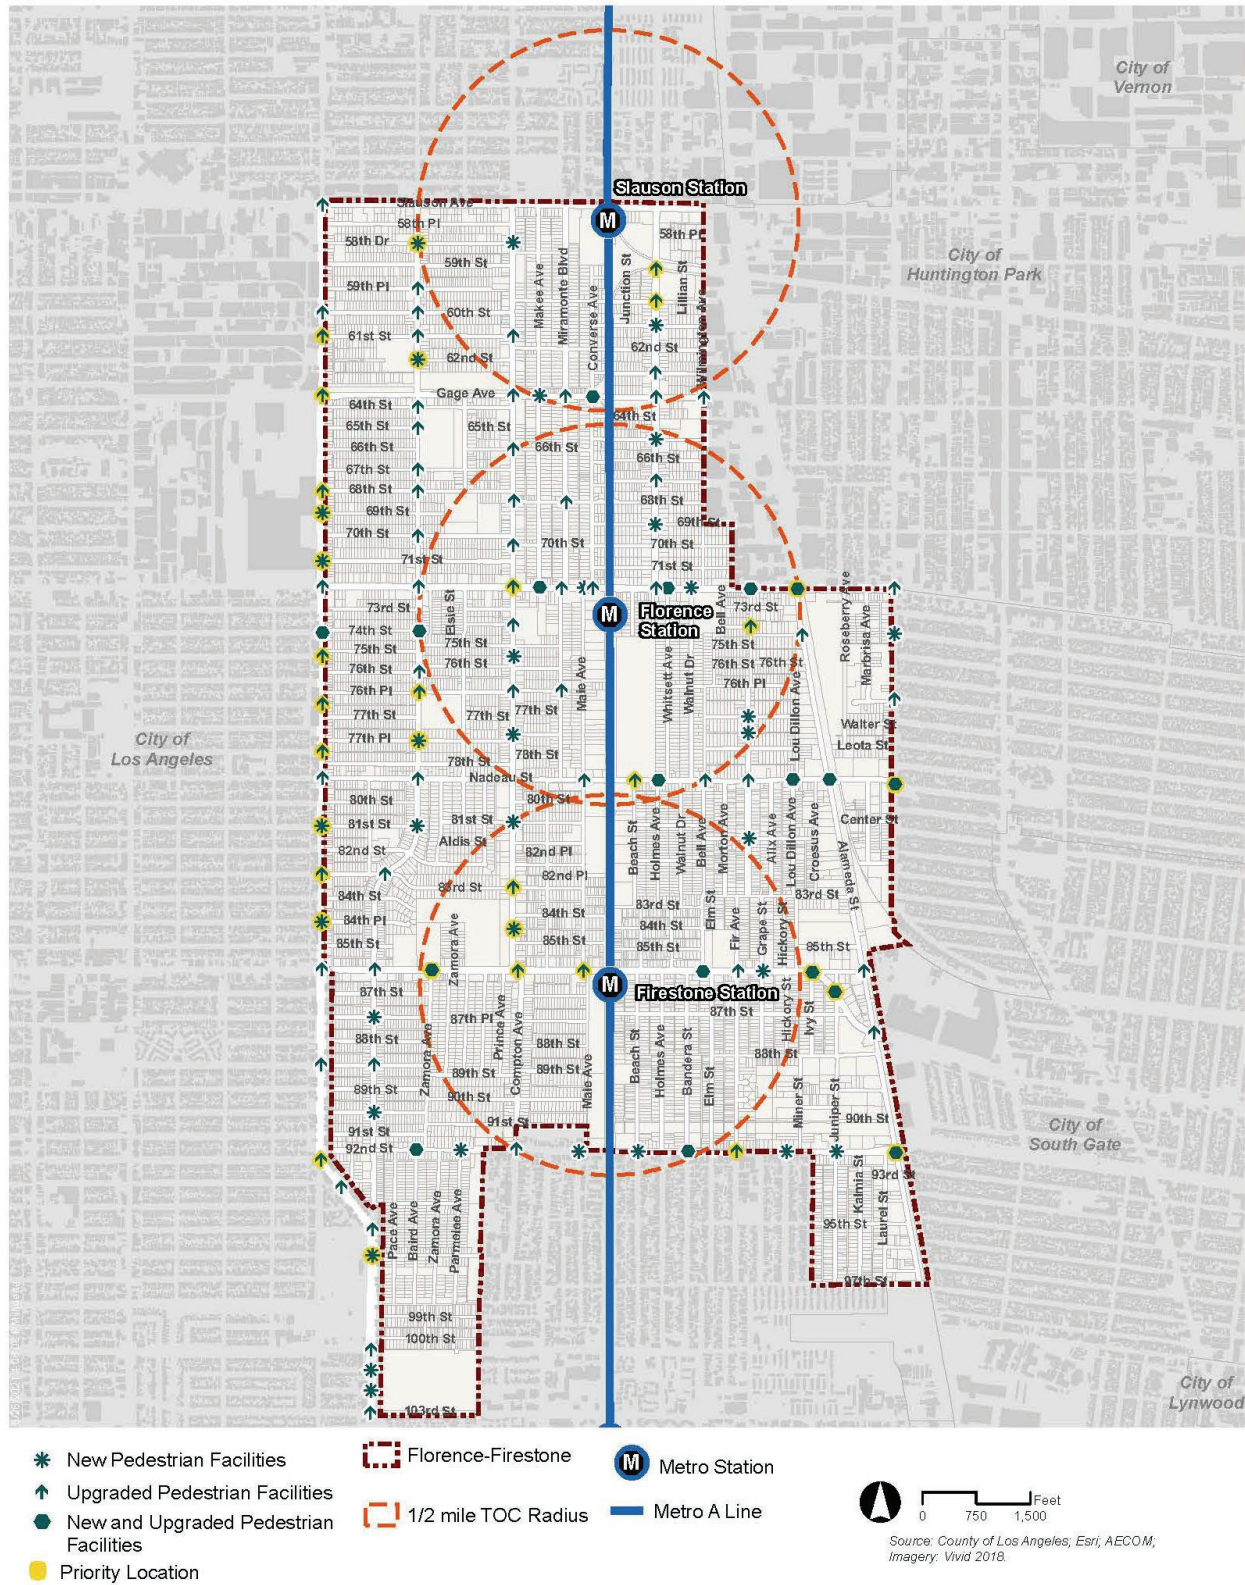 City of
Vernon
Slauson Station
Slauson Ave
58th Pl
58th Dr
58th Pl
59th St
City of
Huntington Park
59th Pl
Makee Ave
Miramonte Blvd
Converse Ave
Junction St
Lillian St
Wilmington Ave
60th St
61st St
62nd St
62nd St
Gage Ave
64th St
64th St
65th St
65th St
66th St
66th St
66th St
67th St
68th St
68th St
69th St
69th St
70th St
70th St
70th St
71st St
71st St
73rd St
Elsie St
Florence
Station
Bell Ave
73rd St
Roseberry Ave
Marbrisa Ave
74th St
75th St
75th St
75th St
76th St
76th St
76th St
76th St
76th Pl
76th Pl
Maie Ave
Whitsett Ave
Walnut Dr
Lou Dillon Ave
77th St
77th St
77th St
Walter St
Leota St
City of
Los Angeles
77th Pl
78th St
78th St
Nadeau St
80th St
80th St
81st St
81st St
Aldis St
Beach St
Holmes Ave
Walnut Dr
Bell Ave
Morton Ave
Alix Ave
Lou Dillon Ave
Croesus Ave
Center St
Alameda St
82nd St
82nd Pl
82nd Pl
83rd St
83rd St
83rd St
84th St
84th St
84th St
84th Pl
85th St
85th St
85th St
85th St
Zamora Ave
Elm St
Fir Ave
Grape St
Hickory St
Firestone Station
87th St
87th Pl
87th St
Hickory St
Ivy St
Prince Ave
Compton Ave
88th St
88th St
88th St
Zamora Ave
89th St
89th St
89th St
Maie Ave
Beach St
Holmes Ave
Bandera St
Elm St
Miner St
Juniper St
90th St
90th St
91st St
91st St
92nd St
City of
South Gate
93rd St
Pace Ave
Baird Ave
Zamora Ave
Parmelee Ave
Kalmia St
Laurel St
95th St
97th St
99th St
100th St
103rd St
City of
Lynwood
New Pedestrian Facilities
Upgraded Pedestrian Facilities
New and Upgraded Pedestrian
Facilities
Priority Location
Florence-Firestone
1/2 mile TOC Radius
M Metro Station
Metro A Line
Feet
0 750 1,500
Source: County of Los Angeles; Esri; AECOM;
Imagery: Vivid 2018.